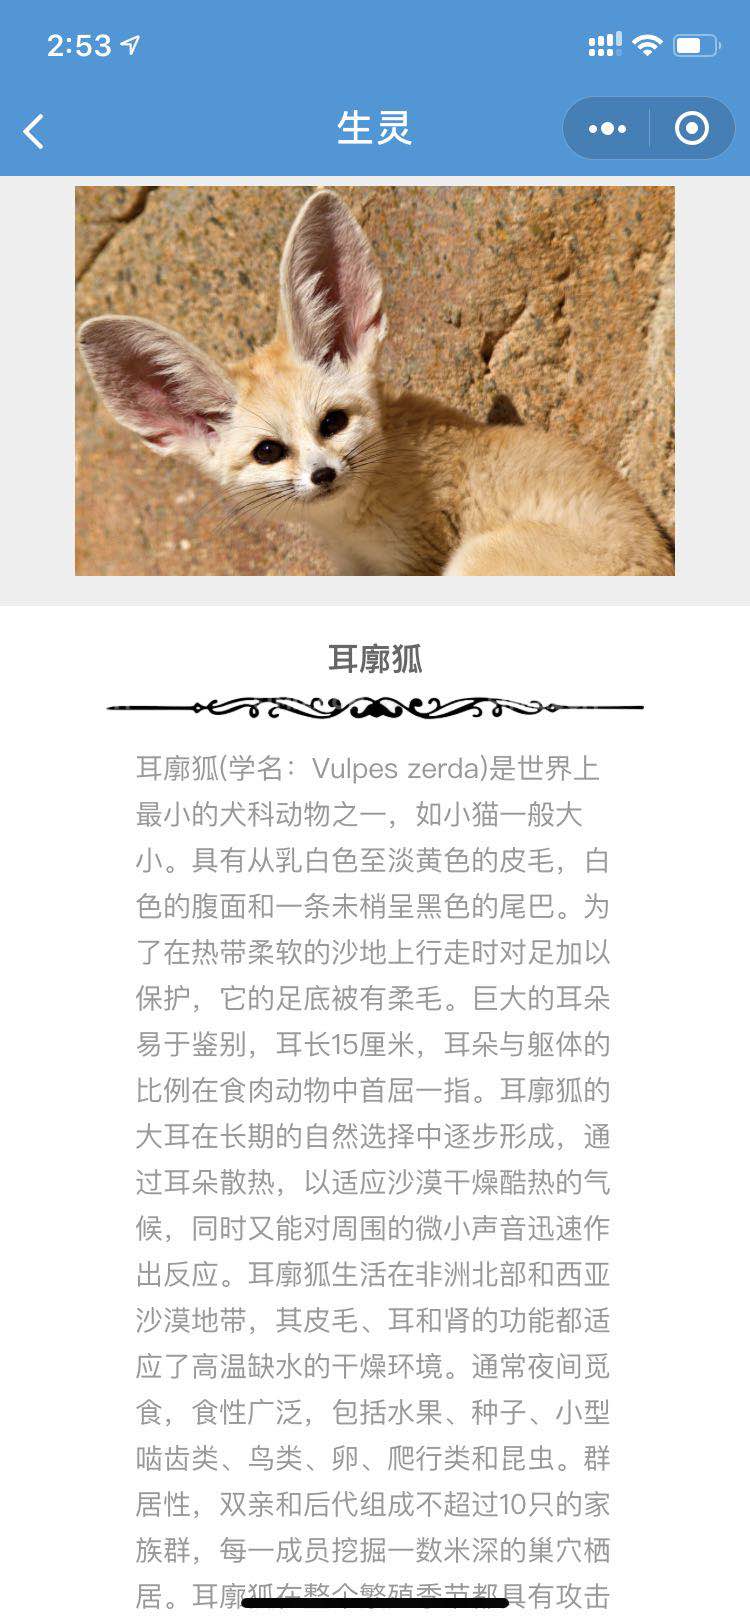 2:53
生灵
耳廓狐
耳廓狐(学名：Vulpes zerda)是世界上
最小的犬科动物之一，如小猫一般大
小。具有从乳白色至淡黄色的皮毛，白
色的腹面和一条末梢呈黑色的尾巴。为
了在热带柔软的沙地上行走时对足加以
保护，它的足底被有柔毛。巨大的耳朵
易于鉴别，耳长15厘米，耳朵与躯体的
比例在食肉动物中首屈一指。耳廓狐的
大耳在长期的自然选择中逐步形成，通
过耳朵散热，以适应沙漠干燥酷热的气
候，同时又能对周围的微小声音迅速作
出反应。耳廓狐生活在非洲北部和西亚
沙漠地带，其皮毛、耳和肾的功能都适
应了高温缺水的干燥环境。通常夜间觅
食，食性广泛，包括水果、种子、小型
啮齿类、鸟类、卵、爬行类和昆虫。群
居性，双亲和后代组成不超过10只的家
族群，每一成员挖掘一数米深的巢穴栖
居。耳廓狐在整个繁殖季节都具有攻击